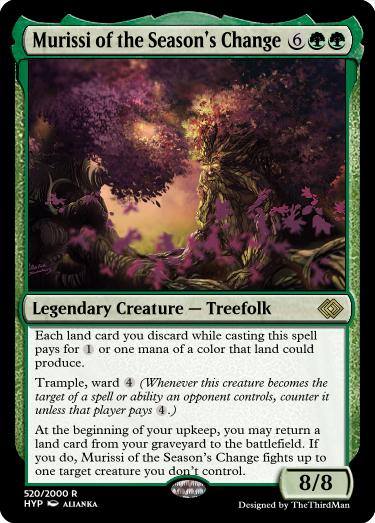 Murissi of the Season's Change 6
Legendary Creature — Treefolk
Each land card you discard while casting this spell
pays for 1 or one mana of a color that land could
produce.
Trample, ward 4 (Whenever this creature becomes the
target of a spell or ability an opponent controls, counter it
unless that player pays 4.)
At the beginning of your upkeep, you may return a
land card from your graveyard to the battlefield. If
you do, Murissi of the Season's Change fights up to
one target creature you don't control.
8/8
520/2000 R
HYP ALIANKA
Designed by TheThirdMan